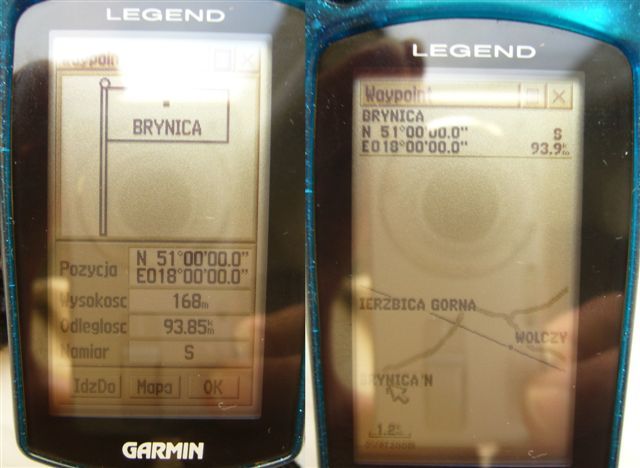 LEGEND
Waypoint
BRYNICA
Pozycja
N 51°00'00.0"
E018°00'00.0"
Wysokosc 168m
Odleglosc 93.85km
Namiar S
IdzDo Mapa OK
GARMIN
LEGEND
Waypoint
BRYNICA
N 51°00'00.0" S
E018°00'00.0" 93.9km
IERZBICA GORNA
WOLCZY
BRYNICA N
1.2km
overzoom